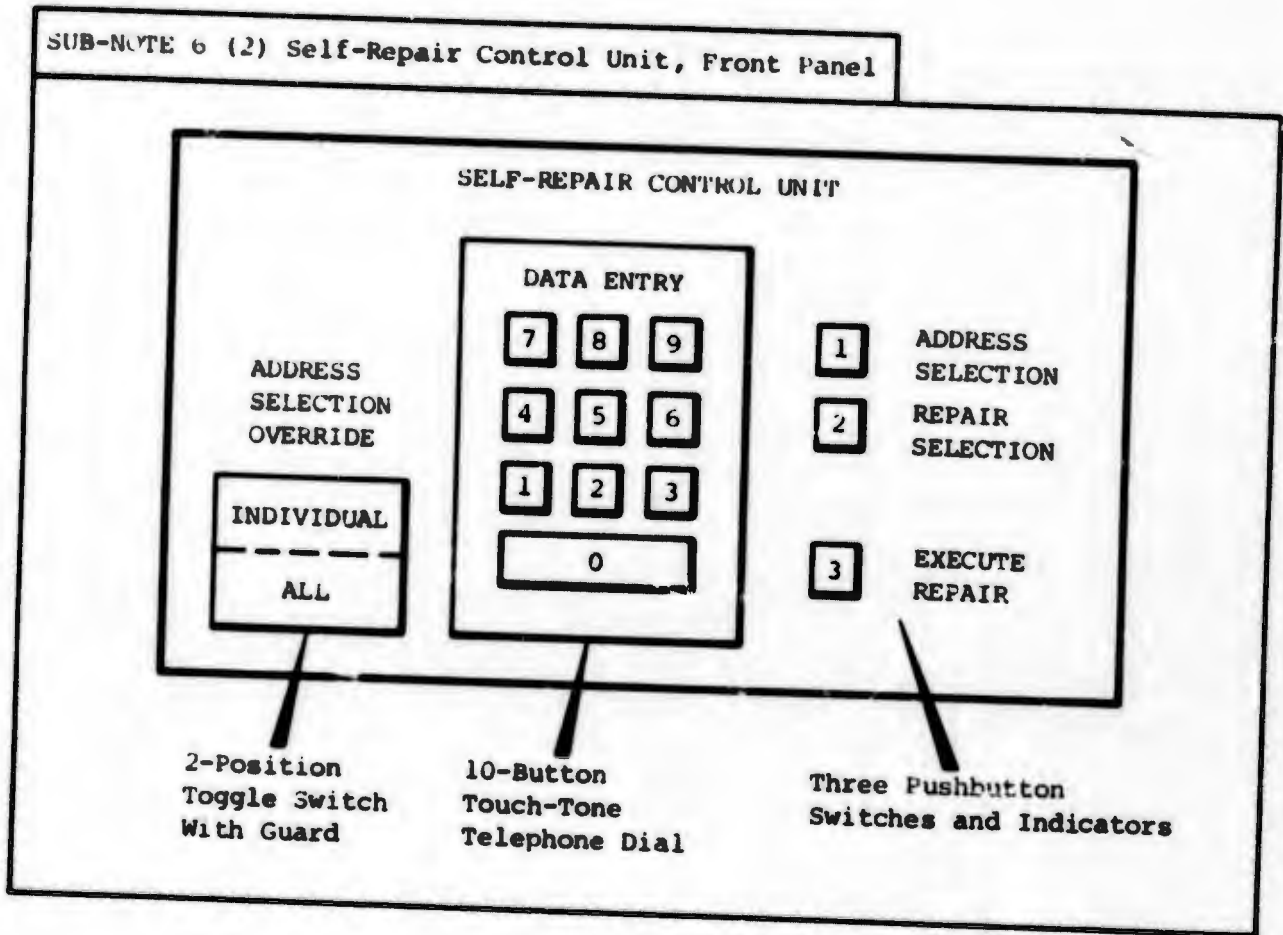 SUB-NOTE 6 (2) Self-Repair Control Unit, Front Panel
SELF-REPAIR CONTROL UNIT
ADDRESS
SELECTION
OVERRIDE
INDIVIDUAL
ALL
DATA ENTRY
7 8 9
4 5 6
1 2 3
0
1 ADDRESS
SELECTION
2 REPAIR
SELECTION
3 EXECUTE
REPAIR
2-Position
Toggle Switch
With Guard
10-Button
Touch-Tone
Telephone Dial
Three Pushbutton
Switches and Indicators